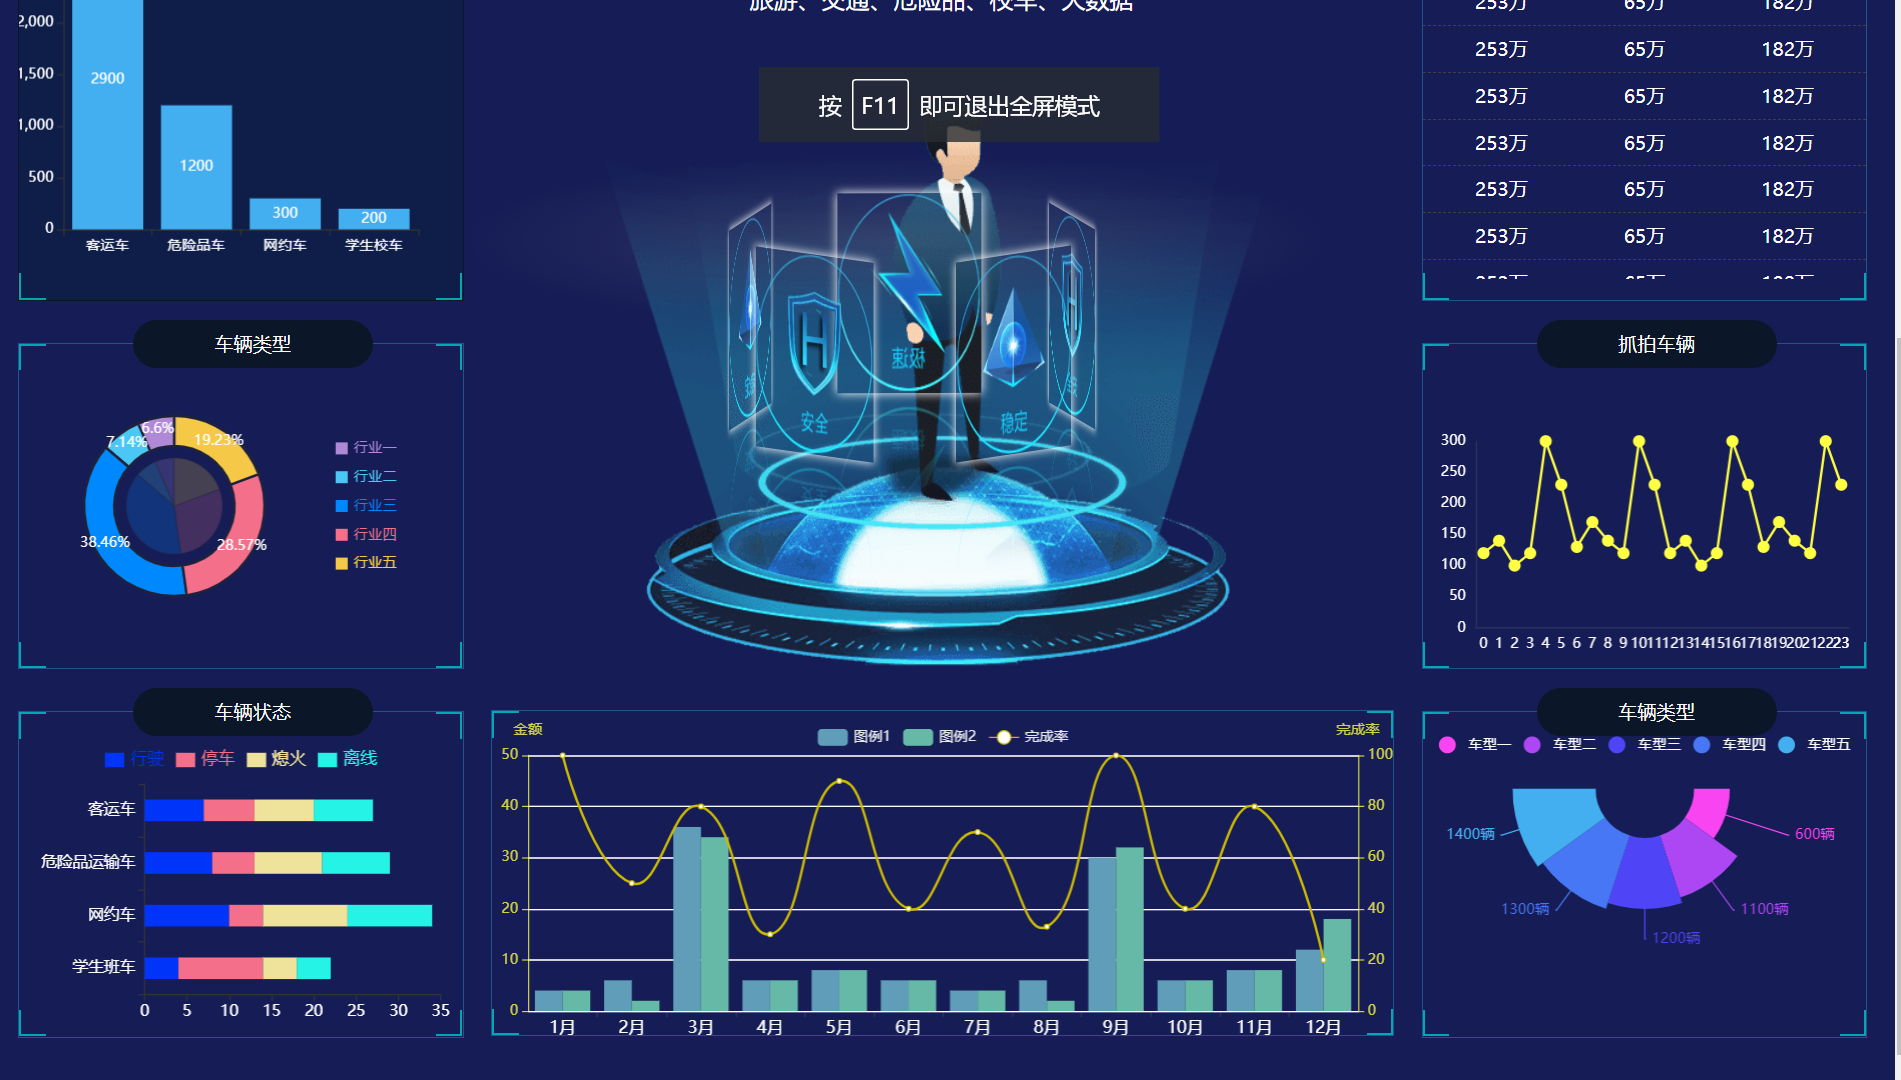 旅游、交通、危险品、校车、大数据
按 F11 即可退出全屏模式
2,000
1,500
1,000
500
0
2900
1200
300
200
客运车 危险品车 网约车 学生校车
253万 65万 182万
253万 65万 182万
253万 65万 182万
253万 65万 182万
253万 65万 182万
253万 65万 182万
速度
安全
稳定
车辆类型
6.6%
7.14%
19.23%
38.46%
28.57%
行业一
行业二
行业三
行业四
行业五
抓拍车辆
300
250
200
150
100
50
0
0 1 2 3 4 5 6 7 8 9 10 11 12 13 14 15 16 17 18 19 20 21 22 23
车辆状态
行驶 停车 熄火 离线
客运车
危险品运输车
网约车
学生班车
0 5 10 15 20 25 30 35
金额 图例1 图例2 完成率 完成率
50 100
40 80
30 60
20 40
10 20
0 0
1月 2月 3月 4月 5月 6月 7月 8月 9月 10月 11月 12月
车辆类型
车型一 车型二 车型三 车型四 车型五
1400辆
600辆
1300辆
1100辆
1200辆